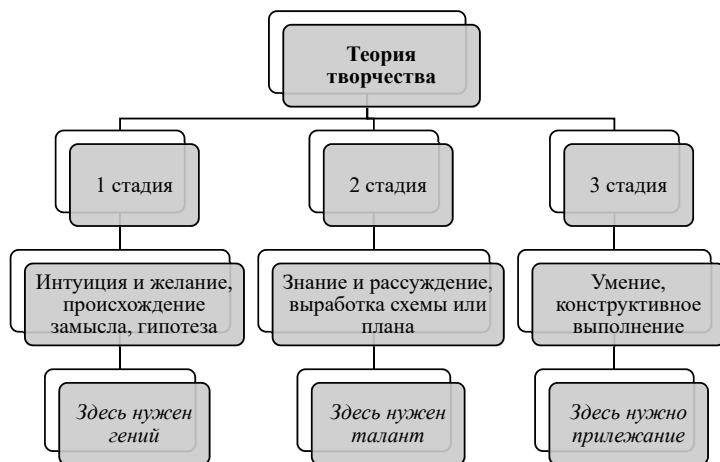 Теория
творчества
1 стадия
2 стадия
3 стадия
Интуиция и желание,
происхождение
замысла, гипотеза
Знание и рассуждение,
выработка схемы или
плана
Умение,
конструктивное
выполнение
Здесь нужен
гений
Здесь нужен
талант
Здесь нужно
прилежание